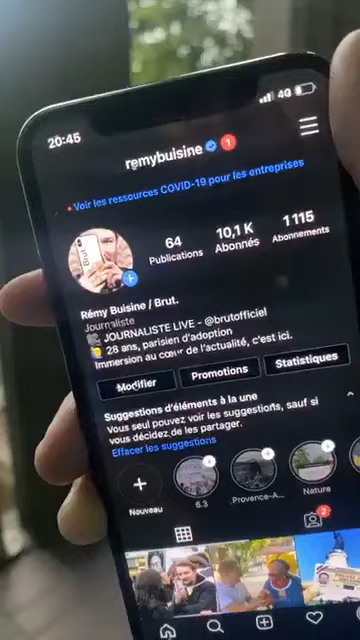 20:45
4G
remybuisine 1
Voir les ressources COVID-19 pour les entreprises
Brut.
64
Publications
10,1 K
Abonnés
1 115
Abonnements
Rémy Buisine / Brut.
Journaliste
JOURNALISTE LIVE - @brutofficiel
28 ans, parisien d'adoption
Immersion au cœur de l'actualité, c'est ici.
Modifier
Promotions
Statistiques
Suggestions d'éléments à la une
Vous seul pouvez voir les suggestions, sauf si
vous décidez de les partager.
Effacer les suggestions
Nouveau
6.3
Provence-A...
Nature
2